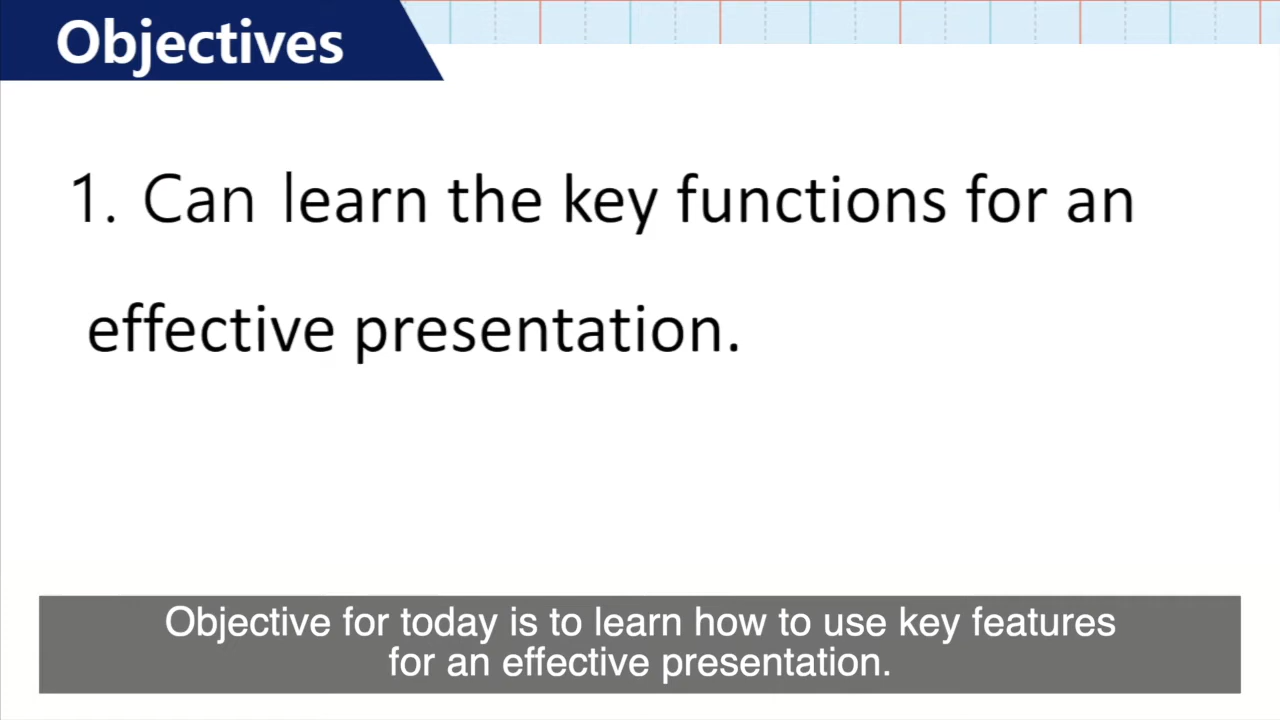 Objectives
1. Can learn the key functions for an
effective presentation.
Objective for today is to learn how to use key features
for an effective presentation.